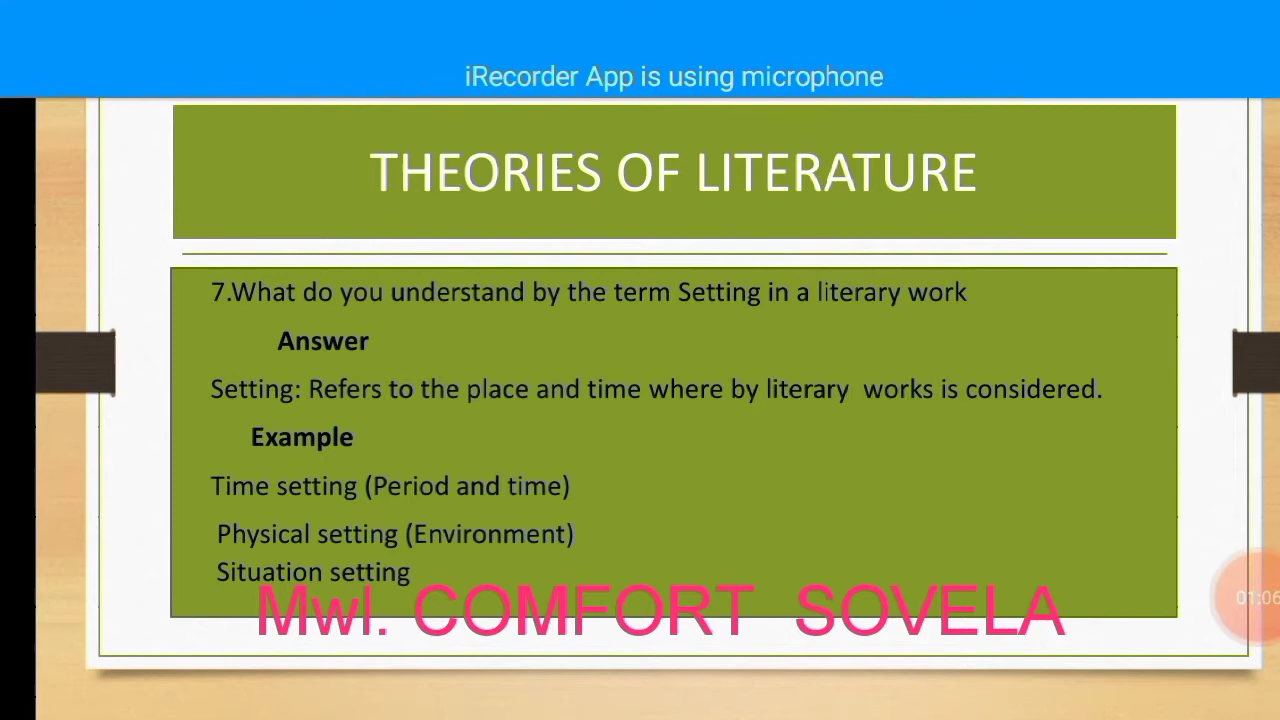 iRecorder App is using microphone
THEORIES OF LITERATURE
7.What do you understand by the term Setting in a literary work
Answer
Setting: Refers to the place and time where by literary works is considered.
Example
Time setting (Period and time)
Physical setting (Environment)
Situation setting
Mwl. COMFORT SOVELA
01:06